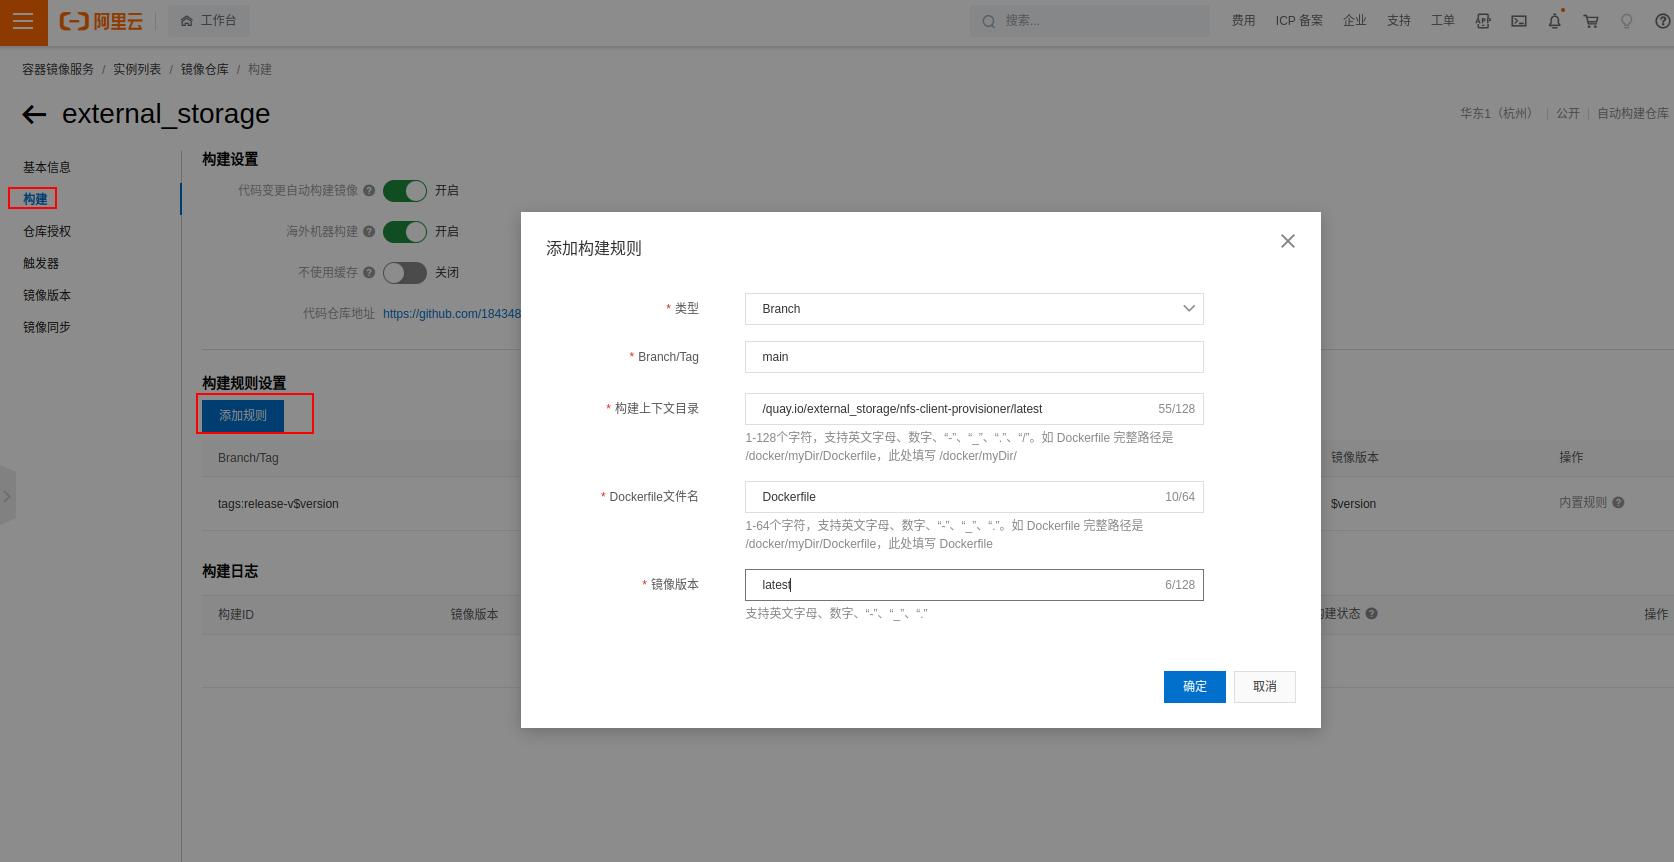 阿里云
工作台
搜索...
费用
ICP 备案
企业
支持
工单
容器镜像服务 / 实例列表 / 镜像仓库 / 构建
external_storage
华东1（杭州）
公开
自动构建仓库
基本信息
构建
仓库授权
触发器
镜像版本
镜像同步
构建设置
代码变更自动构建镜像 开启
海外机器构建 开启
不使用缓存 关闭
代码仓库地址 https://github.com/184348
构建规则设置
添加规则
Branch/Tag
镜像版本
操作
tags:release-v$version
$version
内置规则
构建日志
构建ID
镜像版本
构建状态
操作
添加构建规则
* 类型 Branch
* Branch/Tag main
* 构建上下文目录 /quay.io/external_storage/nfs-client-provisioner/latest 55/128
1-128个字符，支持英文字母、数字、“-”、“_”、“.”、“/”。如 Dockerfile 完整路径是
/docker/myDir/Dockerfile，此处填写 /docker/myDir/
* Dockerfile文件名 Dockerfile 10/64
1-64个字符，支持英文字母、数字、“-”、“_”、“.”。如 Dockerfile 完整路径是
/docker/myDir/Dockerfile，此处填写 Dockerfile
* 镜像版本 latest 6/128
支持英文字母、数字、“-”、“_”、“.”
确定
取消